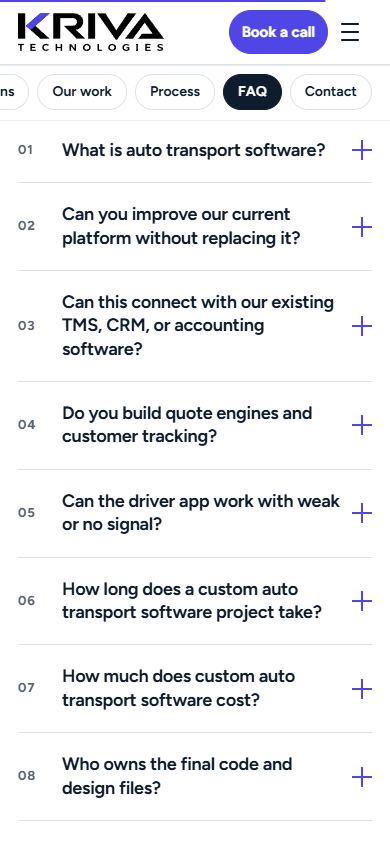 KRIVA
TECHNOLOGIES
Book a call
ns
Our work
Process
FAQ
Contact
01
What is auto transport software?
02
Can you improve our current
platform without replacing it?
03
Can this connect with our existing
TMS, CRM, or accounting
software?
04
Do you build quote engines and
customer tracking?
05
Can the driver app work with weak
or no signal?
06
How long does a custom auto
transport software project take?
07
How much does custom auto
transport software cost?
08
Who owns the final code and
design files?